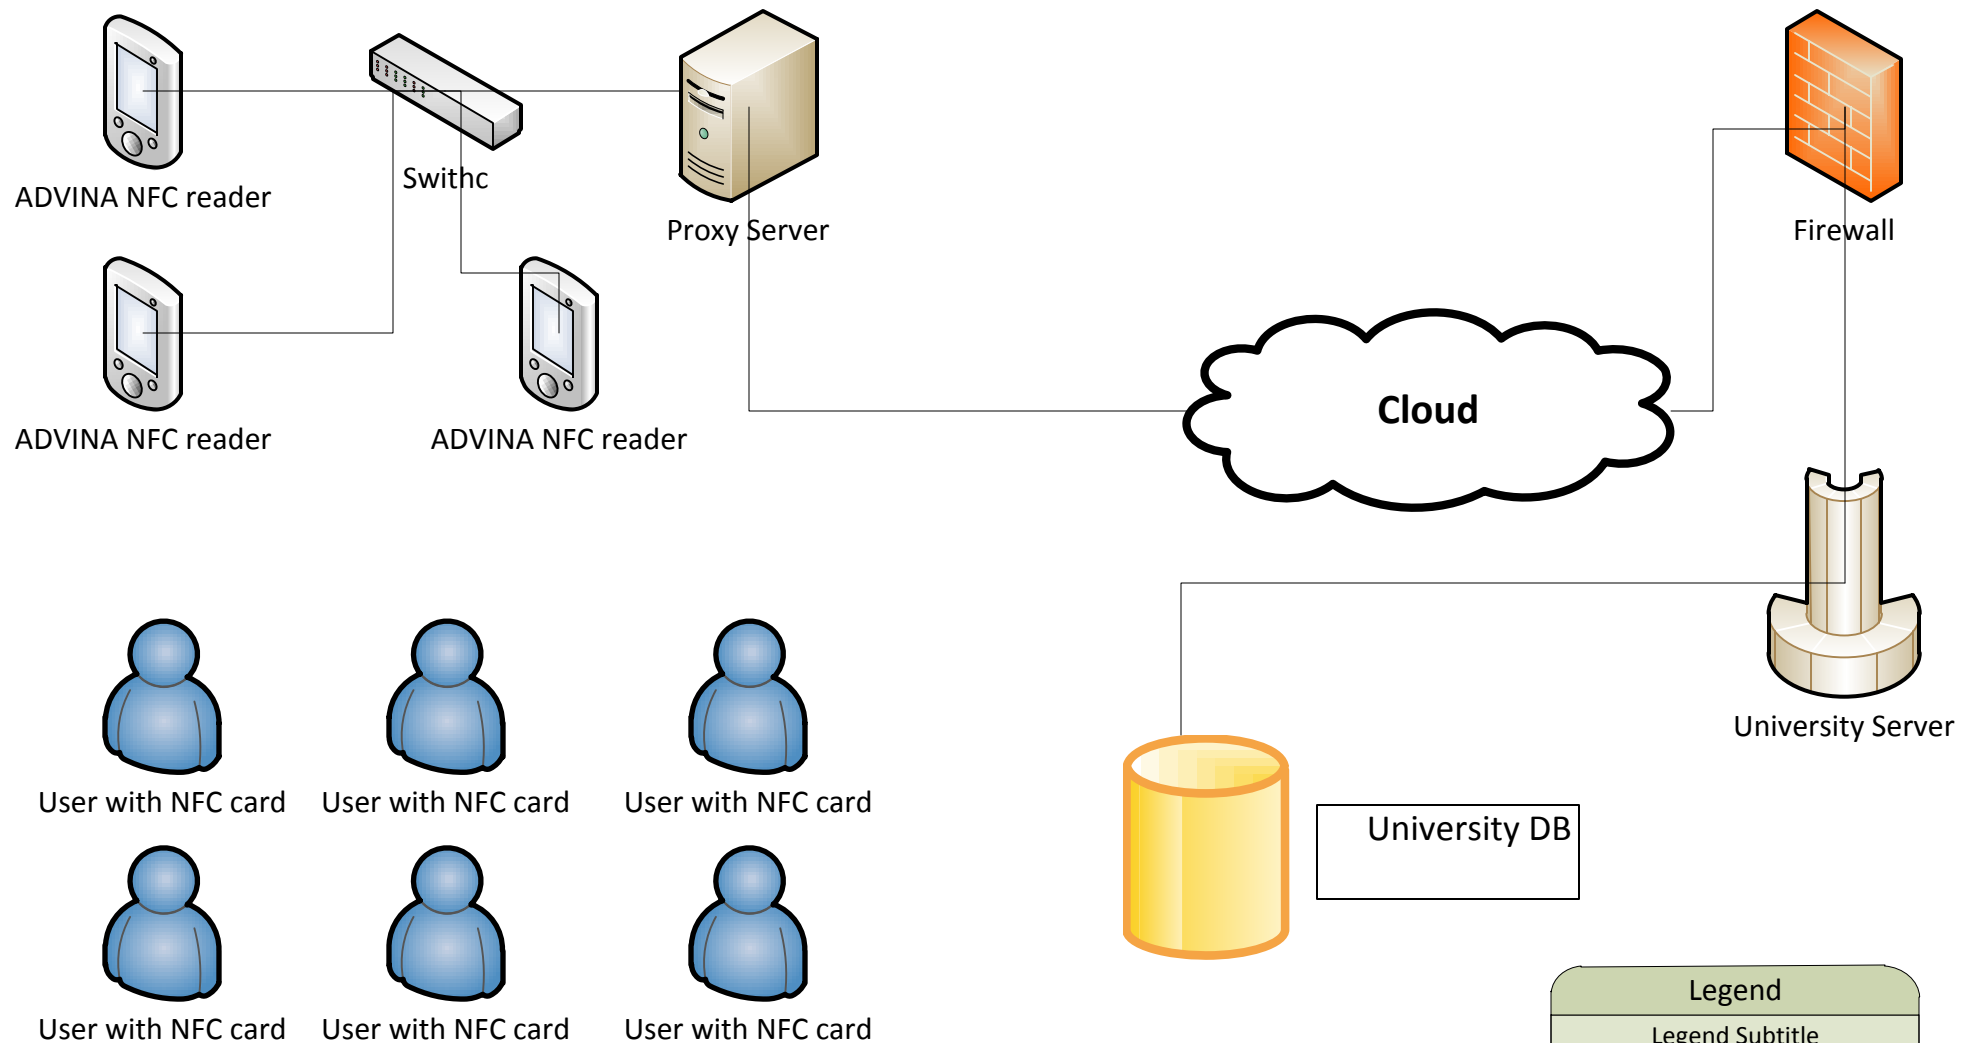 ADVINA NFC reader
Swithc
Proxy Server
Firewall
ADVINA NFC reader
ADVINA NFC reader
Cloud
University Server
User with NFC card
User with NFC card
User with NFC card
University DB
User with NFC card
User with NFC card
User with NFC card
Legend
Legend Subtitle